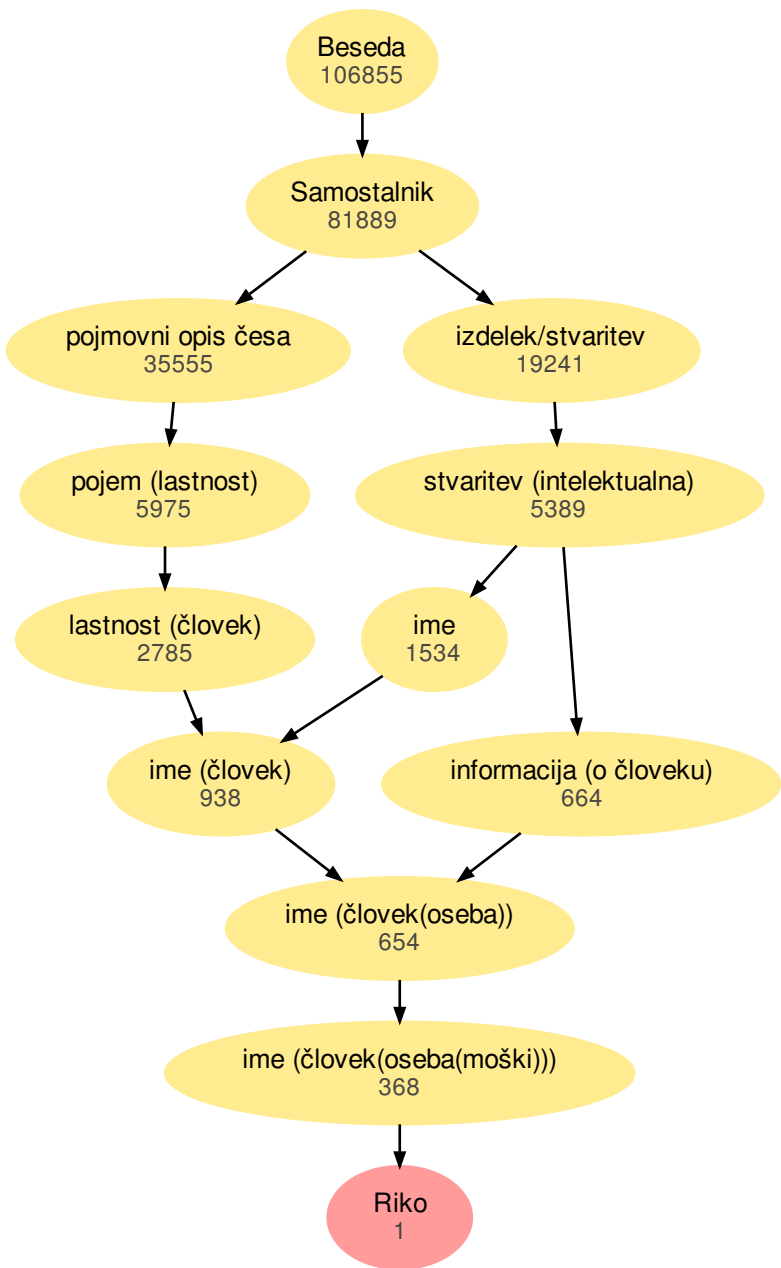 Beseda
106855
Samostalnik
81889
pojmovni opis česa
35555
izdelek/stvaritev
19241
pojem (lastnost)
5975
stvaritev (intelektualna)
5389
lastnost (človek)
2785
ime
1534
ime (človek)
938
informacija (o človeku)
664
ime (človek(oseba))
654
ime (človek(oseba(moški)))
368
Riko
1